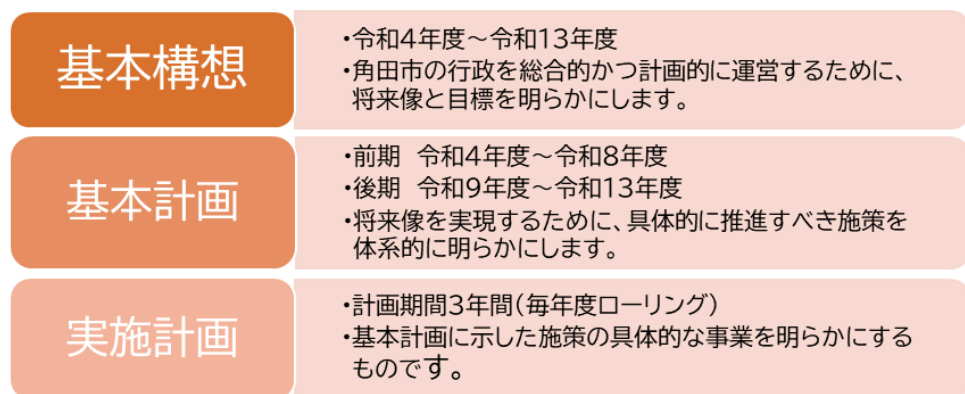 基本構想
・令和4年度～令和13年度
・角田市の行政を総合的かつ計画的に運営するために、
将来像と目標を明らかにします。
基本計画
・前期　令和4年度～令和8年度
・後期　令和9年度～令和13年度
・将来像を実現するために、具体的に推進すべき施策を
体系的に明らかにします。
実施計画
・計画期間3年間（毎年度ローリング）
・基本計画に示した施策の具体的な事業を明らかにする
ものです。